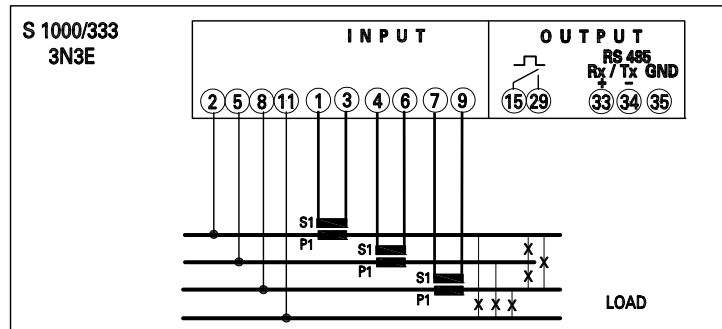 S 1000/333
3N3E
INPUT
OUTPUT
RS 485
Rx / Tx GND
+ −
2 5 8 11 1 3 4 6 7 9
15 29 33 34 35
S1
P1
S1
P1
S1
P1
X
X X
X
X X X
LOAD